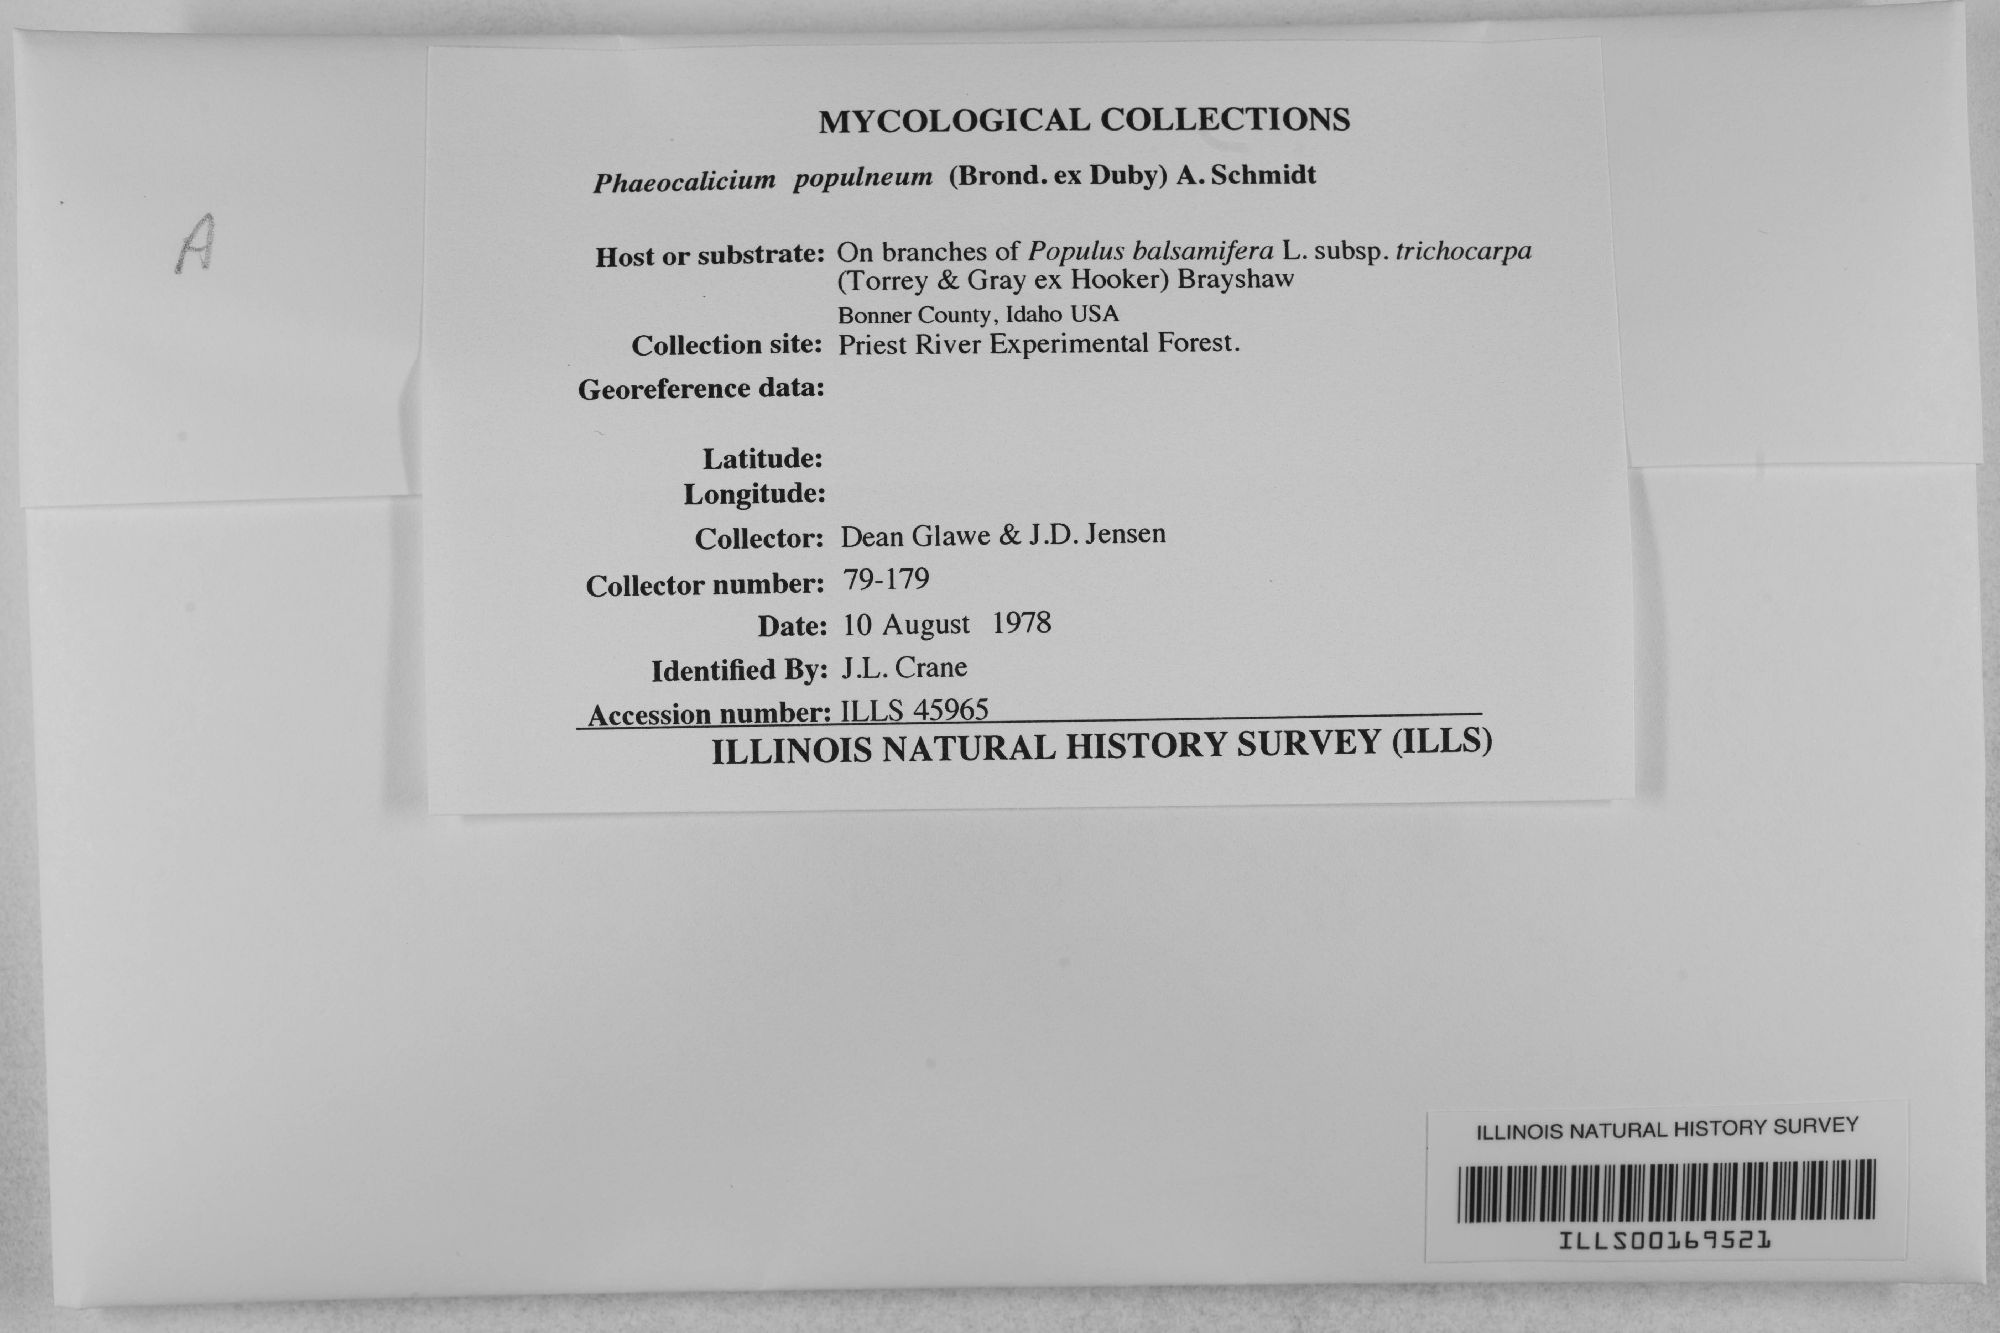 MYCOLOGICAL COLLECTIONS
Phaeocalicium populneum (Brond. ex Duby) A. Schmidt
A
Host or substrate: On branches of Populus balsamifera L. subsp. trichocarpa
(Torrey & Gray ex Hooker) Brayshaw
Bonner County, Idaho USA
Collection site: Priest River Experimental Forest.
Georeference data:
Latitude:
Longitude:
Collector: Dean Glawe & J.D. Jensen
Collector number: 79-179
Date: 10 August 1978
Identified By: J.L. Crane
Accession number: ILLS 45965
ILLINOIS NATURAL HISTORY SURVEY (ILLS)
ILLINOIS NATURAL HISTORY SURVEY
ILLS00169521